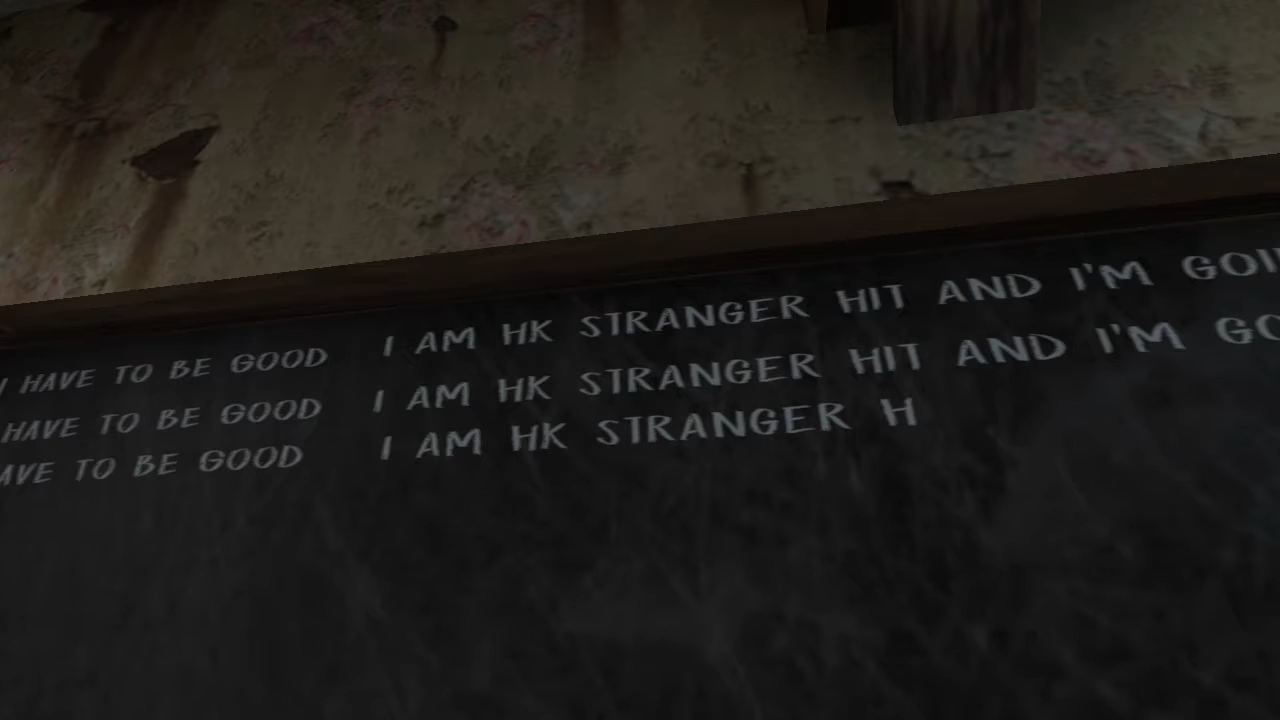 I HAVE TO BE GOOD
HAVE TO BE GOOD
TO BE GOOD
I AM HK STRANGER HIT AND I'M
I AM HK STRANGER HIT AND I'M
I AM HK STRANGER H